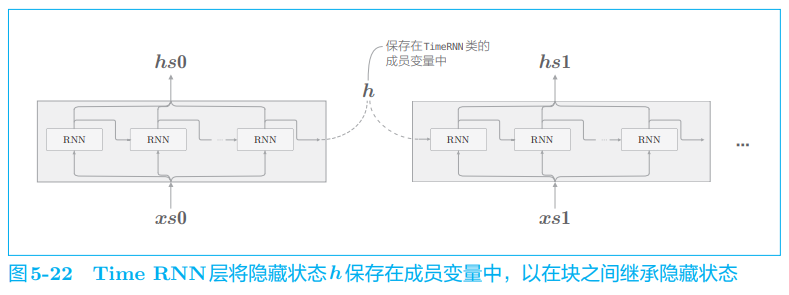 保存在TimeRNN类的
成员变量中
hs0
hs1
h
RNN RNN ... RNN
RNN RNN ... RNN
...
xs0
xs1
图5-22 Time RNN层将隐藏状态h保存在成员变量中，以在块之间继承隐藏状态